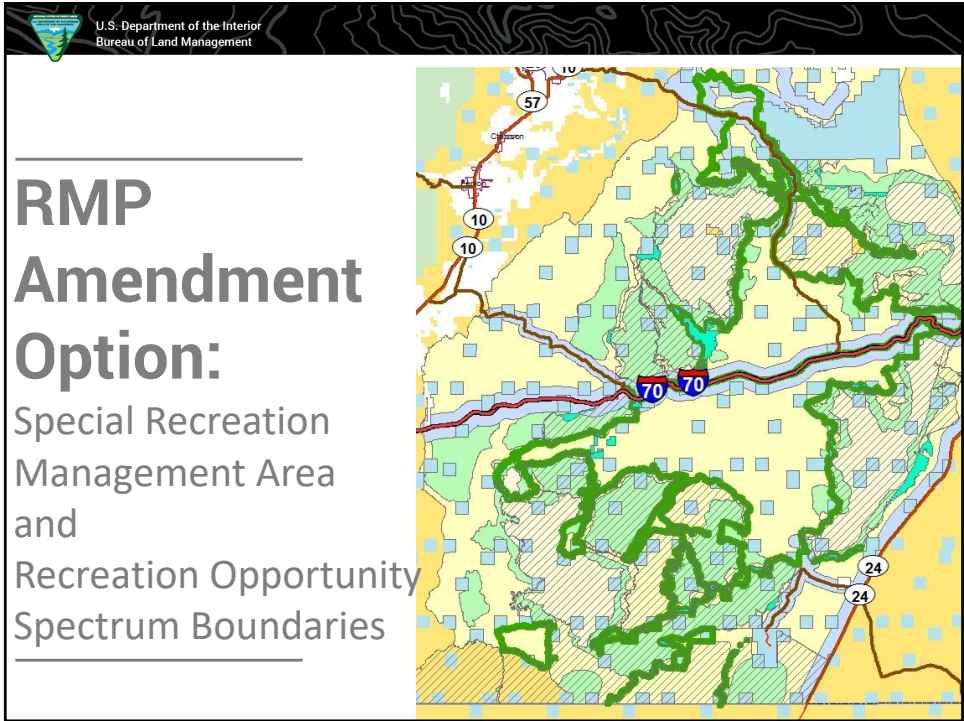 U.S. Department of the Interior
Bureau of Land Management
RMP
Amendment
Option:
Special Recreation
Management Area
and
Recreation Opportunity
Spectrum Boundaries
10
57
10
10
70
70
24
24